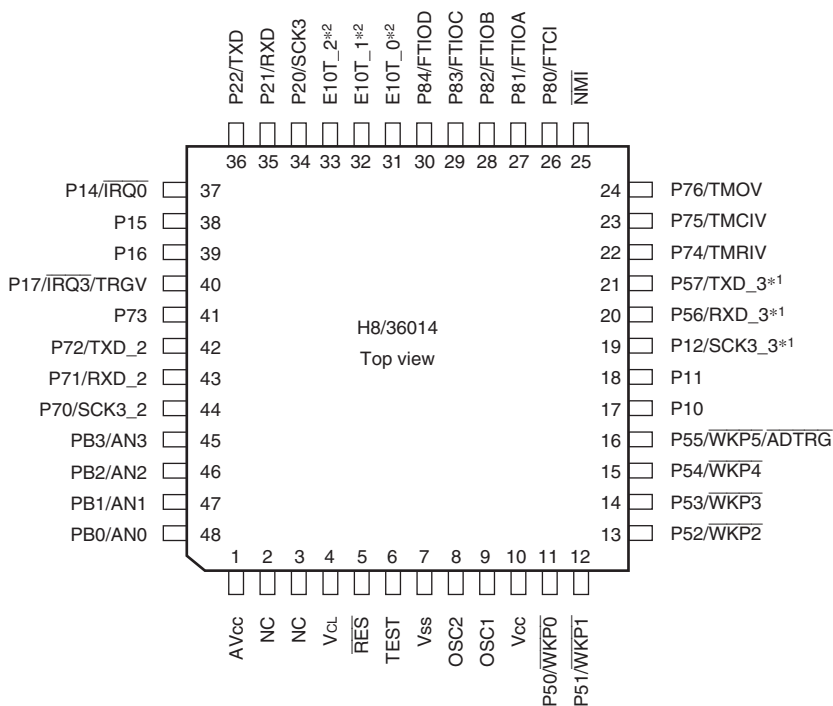 P22/TXD
P21/RXD
P20/SCK3
E10T_2*2
E10T_1*2
E10T_0*2
P84/FTIOD
P83/FTIOC
P82/FTIOB
P81/FTIOA
P80/FTCI
NMI
36 35 34 33 32 31 30 29 28 27 26 25
P14/IRQ0 37
P15 38
P16 39
P17/IRQ3/TRGV 40
P73 41
P72/TXD_2 42
P71/RXD_2 43
P70/SCK3_2 44
PB3/AN3 45
PB2/AN2 46
PB1/AN1 47
PB0/AN0 48
H8/36014
Top view
24 P76/TMOV
23 P75/TMCIV
22 P74/TMRIV
21 P57/TXD_3*1
20 P56/RXD_3*1
19 P12/SCK3_3*1
18 P11
17 P10
16 P55/WKP5/ADTRG
15 P54/WKP4
14 P53/WKP3
13 P52/WKP2
1 2 3 4 5 6 7 8 9 10 11 12
AVcc
NC
NC
VCL
RES
TEST
Vss
OSC2
OSC1
Vcc
P50/WKP0
P51/WKP1